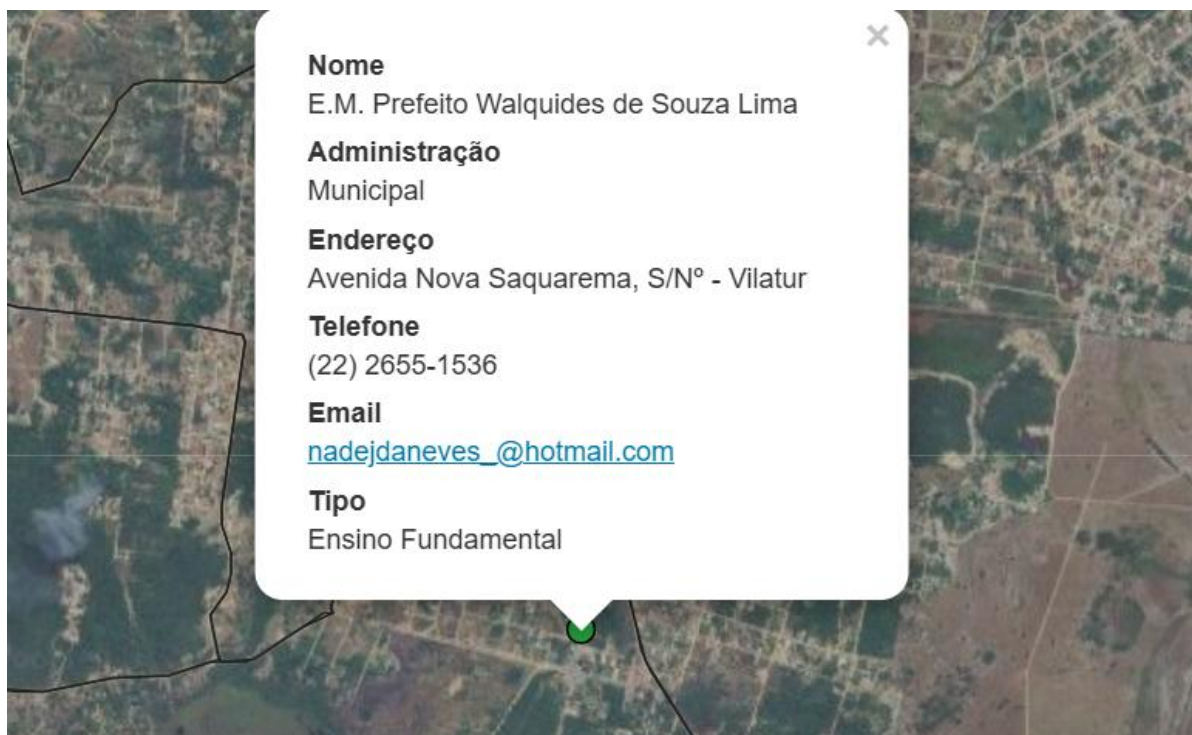 ×
Nome
E.M. Prefeito Walquides de Souza Lima
Administração
Municipal
Endereço
Avenida Nova Saquarema, S/Nº - Vilatur
Telefone
(22) 2655-1536
Email
nadejdaneves_@hotmail.com
Tipo
Ensino Fundamental